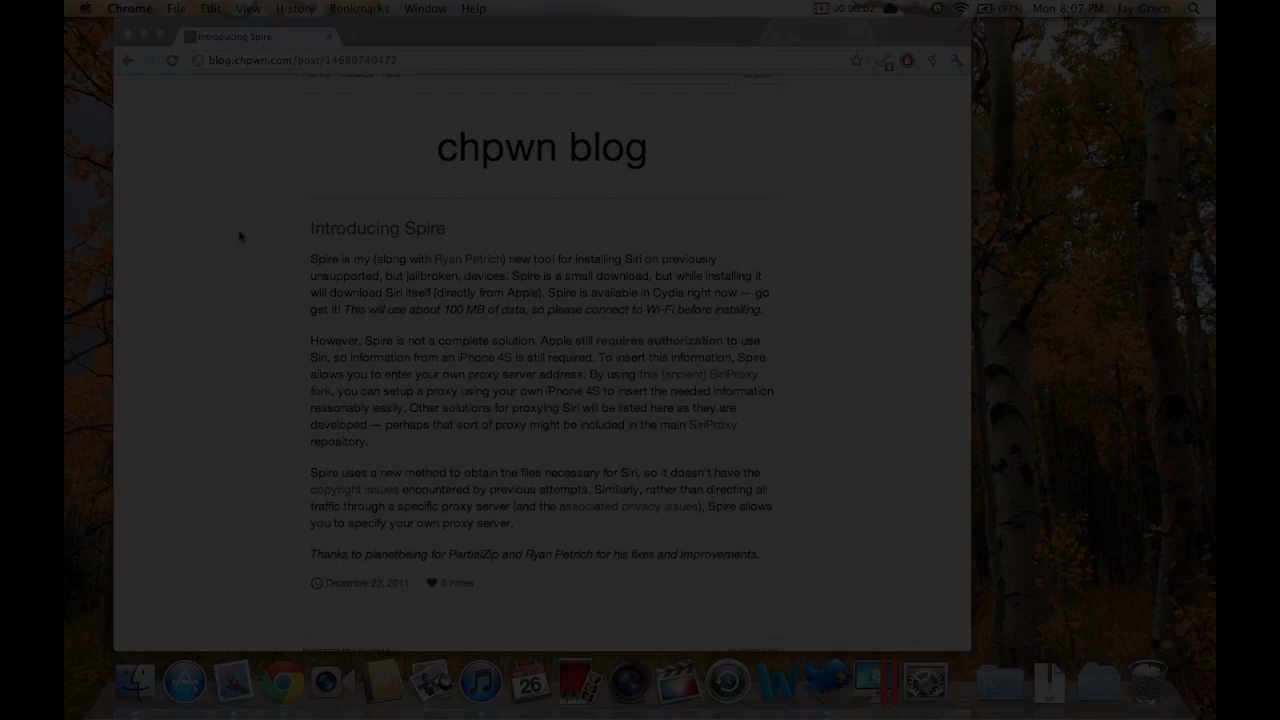 Chrome File Edit View History Bookmarks Window Help 00:00:02 Mon 8:07 PM Jay Greco
Introducing Spire
blog.chpwn.com/post/14689740472
chpwn blog
Introducing Spire
Spire is my (along with Ryan Petrich) new tool for installing Siri on previously
unsupported, but jailbroken, devices. Spire is a small download, but while installing it
will download Siri itself (directly from Apple). Spire is available in Cydia right now — go
get it! This will use about 100 MB of data, so please connect to Wi-Fi before installing.
However, Spire is not a complete solution. Apple still requires authorization to use
Siri, so information from an iPhone 4S is still required. To insert this information, Spire
allows you to enter your own proxy server address. By using this (ancient) SiriProxy
fork, you can setup a proxy using your own iPhone 4S to insert the needed information
reasonably easily. Other solutions for proxying Siri will be listed here as they are
developed — perhaps that sort of proxy might be included in the main SiriProxy
repository.
Spire uses a new method to obtain the files necessary for Siri, so it doesn't have the
copyright issues encountered by previous attempts. Similarly, rather than directing all
traffic through a specific proxy server (and the associated privacy issues), Spire allows
you to specify your own proxy server.
Thanks to planetbeing for PartialZip and Ryan Petrich for his fixes and improvements.
December 23, 2011 6 notes
26